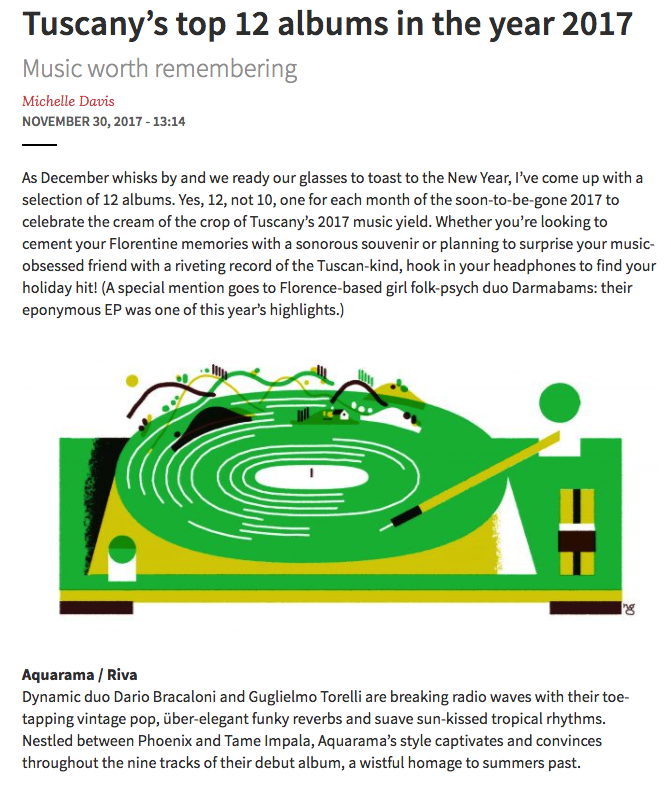 Tuscany’s top 12 albums in the year 2017
Music worth remembering
Michelle Davis
NOVEMBER 30, 2017 - 13:14
As December whisks by and we ready our glasses to toast to the New Year, I’ve come up with a
selection of 12 albums. Yes, 12, not 10, one for each month of the soon-to-be-gone 2017 to
celebrate the cream of the crop of Tuscany’s 2017 music yield. Whether you’re looking to
cement your Florentine memories with a sonorous souvenir or planning to surprise your music-
obsessed friend with a riveting record of the Tuscan-kind, hook in your headphones to find your
holiday hit! (A special mention goes to Florence-based girl folk-psych duo Darmabams: their
eponymous EP was one of this year’s highlights.)
Aquarama / Riva
Dynamic duo Dario Bracaloni and Guglielmo Torelli are breaking radio waves with their toe-
tapping vintage pop, über-elegant funky reverbs and suave sun-kissed tropical rhythms.
Nestled between Phoenix and Tame Impala, Aquarama’s style captivates and convinces
throughout the nine tracks of their debut album, a wistful homage to summers past.